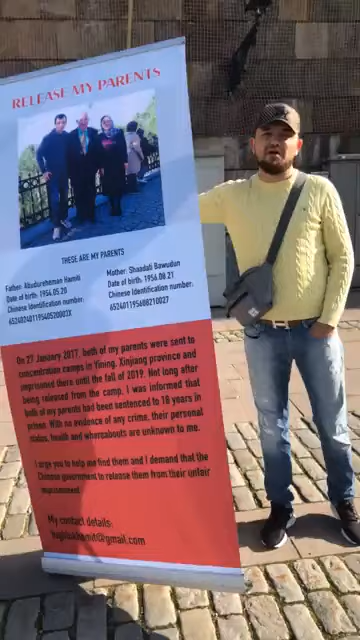 RELEASE MY PARENTS
THESE ARE MY PARENTS
Father: Abudureheman Hamiti
Date of birth: 1954.05.20
Chinese Identification number:
Mother: Shaadali Bawudan
Date of birth: 1956.08.21
Chinese Identification number:
On 27 January 2017, both of my parents were sent to
concentration camps in Yining, Xinjiang province and
imprisoned there until the fall of 2019. Not long after
being released from the camp, I was informed that
both of my parents had been sentenced to 18 years in
prison. With no evidence of any crime, their personal
status, health and whereabouts are unknown to me.
I urge you to help me find them and I demand that the
Chinese government to release them from their unfair
imprisonment.
My contact details: